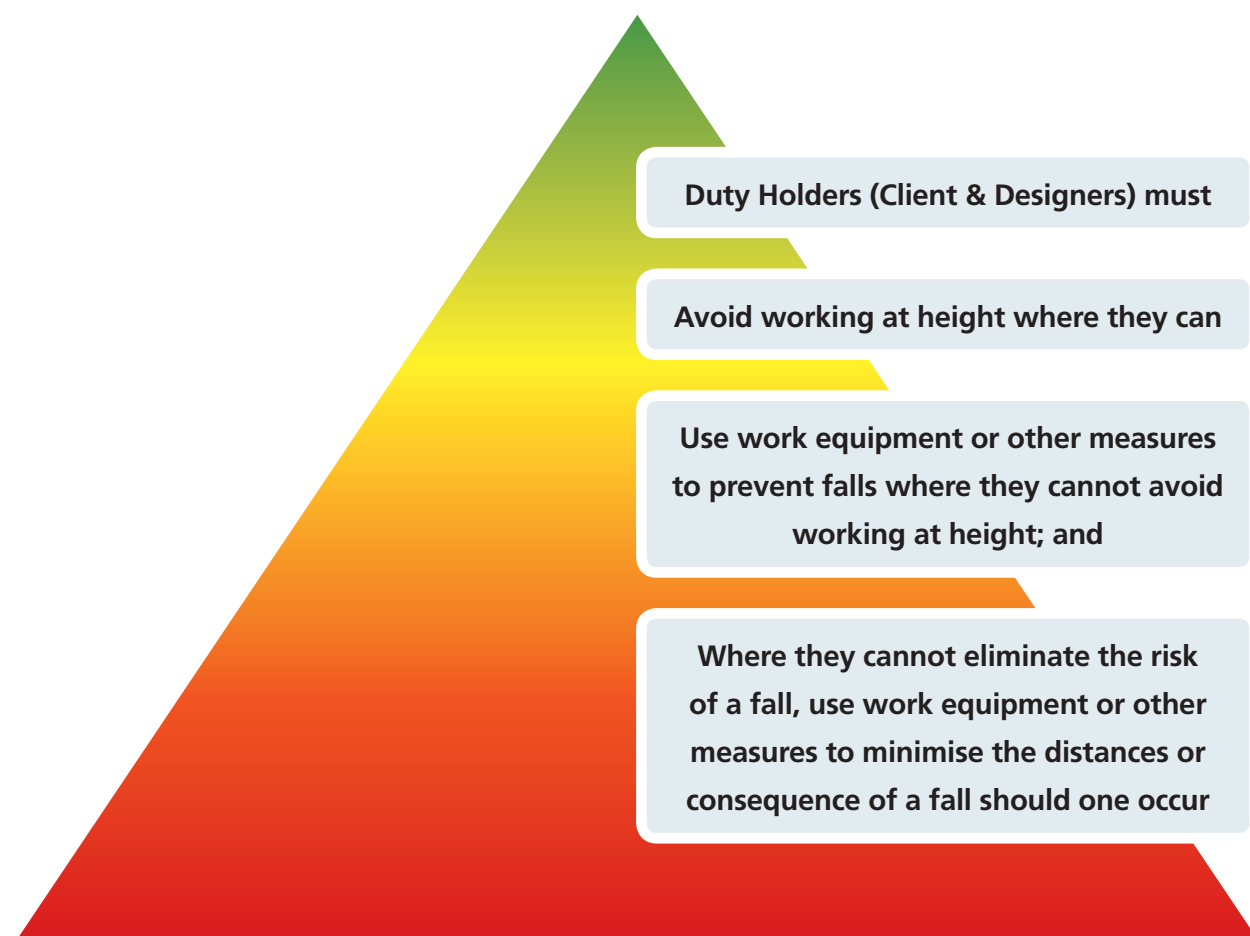 Duty Holders (Client & Designers) must
Avoid working at height where they can
Use work equipment or other measures
to prevent falls where they cannot avoid
working at height; and
Where they cannot eliminate the risk
of a fall, use work equipment or other
measures to minimise the distances or
consequence of a fall should one occur